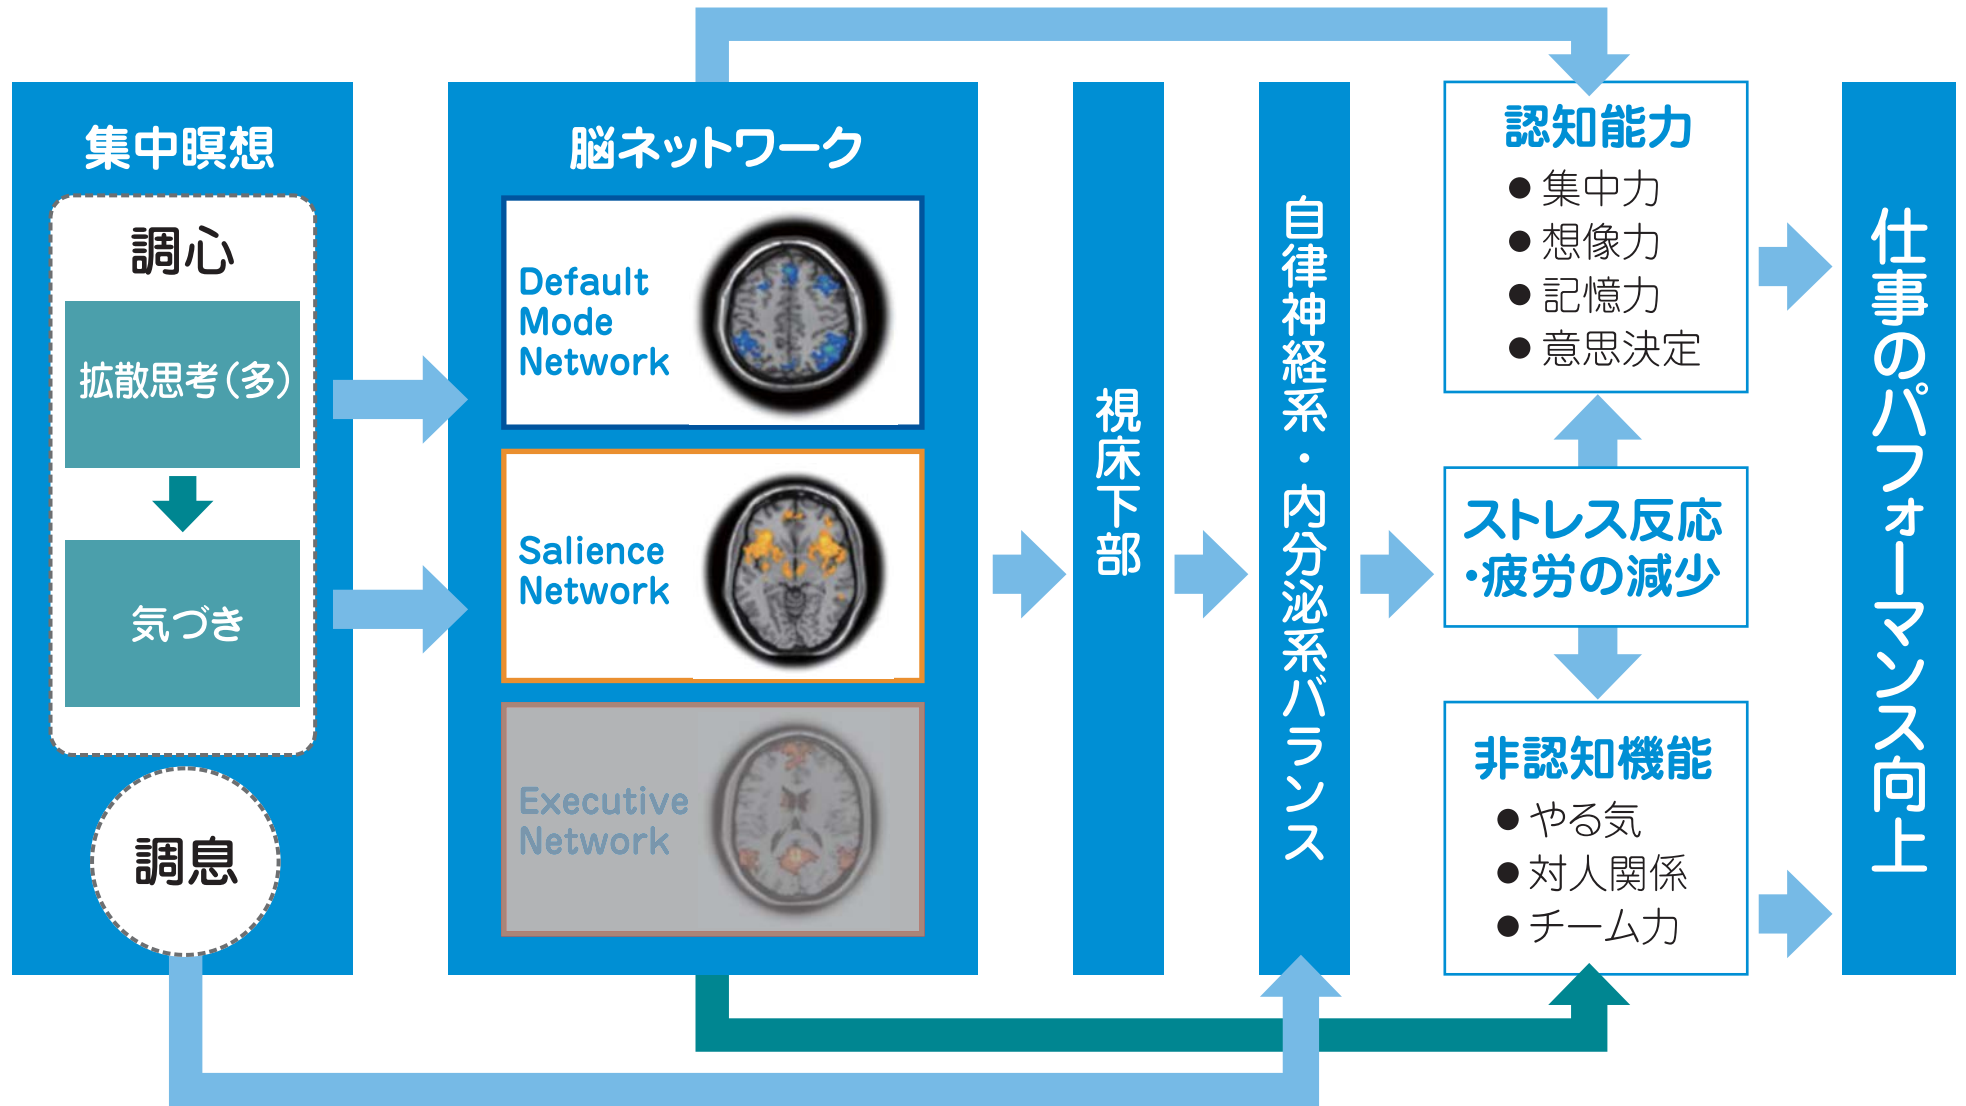 集中瞑想
調心
拡散思考（多）
気づき
調息
脳ネットワーク
Default
Mode
Network
Salience
Network
Executive
Network
視床下部
自律神経系・内分泌系バランス
認知能力
● 集中力
● 想像力
● 記憶力
● 意思決定
ストレス反応
・疲労の減少
非認知機能
● やる気
● 対人関係
● チーム力
仕事のパフォーマンス向上